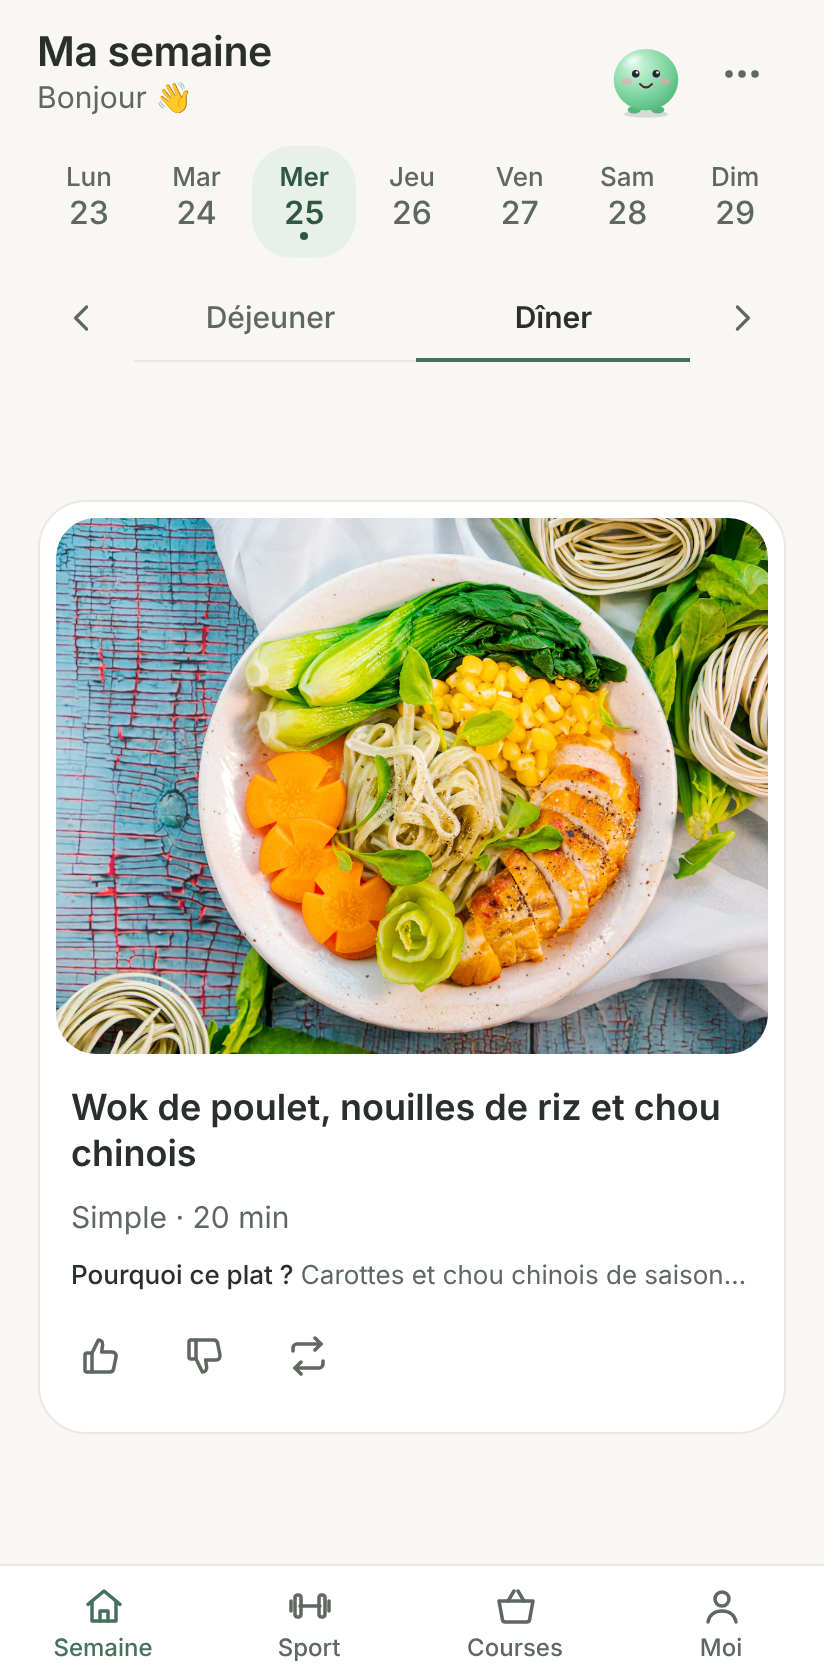 Ma semaine
Bonjour 👋
Lun Mar Mer Jeu Ven Sam Dim
23 24 25 26 27 28 29
Déjeuner Dîner
Wok de poulet, nouilles de riz et chou
chinois
Simple · 20 min
Pourquoi ce plat ? Carottes et chou chinois de saison...
Semaine Sport Courses Moi